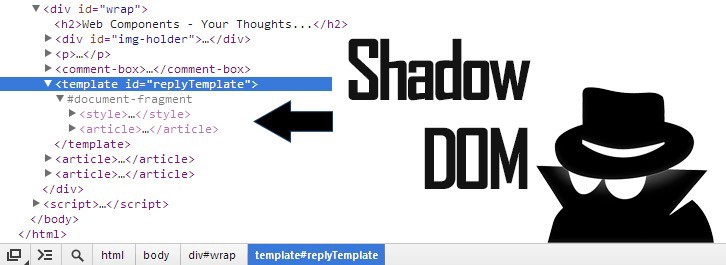 <div id="wrap">
<h2>Web Components - Your Thoughts...</h2>
<div id="img-holder">…</div>
<p>…</p>
<comment-box>…</comment-box>
<template id="replyTemplate">
#document-fragment
<style>…</style>
<article>…</article>
</template>
<article>…</article>
<article>…</article>
</div>
<script>…</script>
</body>
</html>
Shadow
DOM
html body div#wrap template#replyTemplate